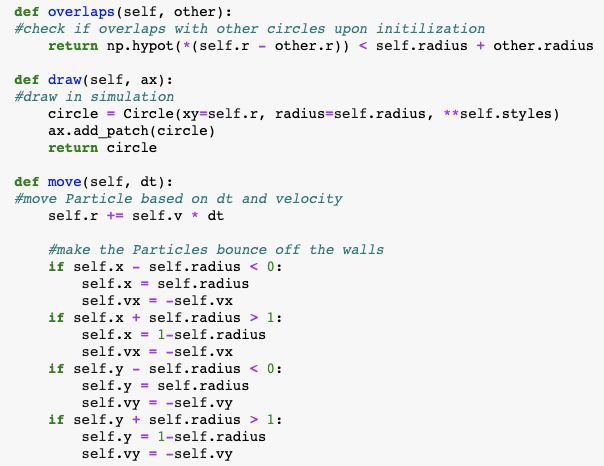 def overlaps(self, other):
#check if overlaps with other circles upon initilization
    return np.hypot(*(self.r - other.r)) < self.radius + other.radius

def draw(self, ax):
#draw in simulation
    circle = Circle(xy=self.r, radius=self.radius, **self.styles)
    ax.add_patch(circle)
    return circle

def move(self, dt):
#move Particle based on dt and velocity
    self.r += self.v * dt

    #make the Particles bounce off the walls
    if self.x - self.radius < 0:
        self.x = self.radius
        self.vx = -self.vx
    if self.x + self.radius > 1:
        self.x = 1-self.radius
        self.vx = -self.vx
    if self.y - self.radius < 0:
        self.y = self.radius
        self.vy = -self.vy
    if self.y + self.radius > 1:
        self.y = 1-self.radius
        self.vy = -self.vy